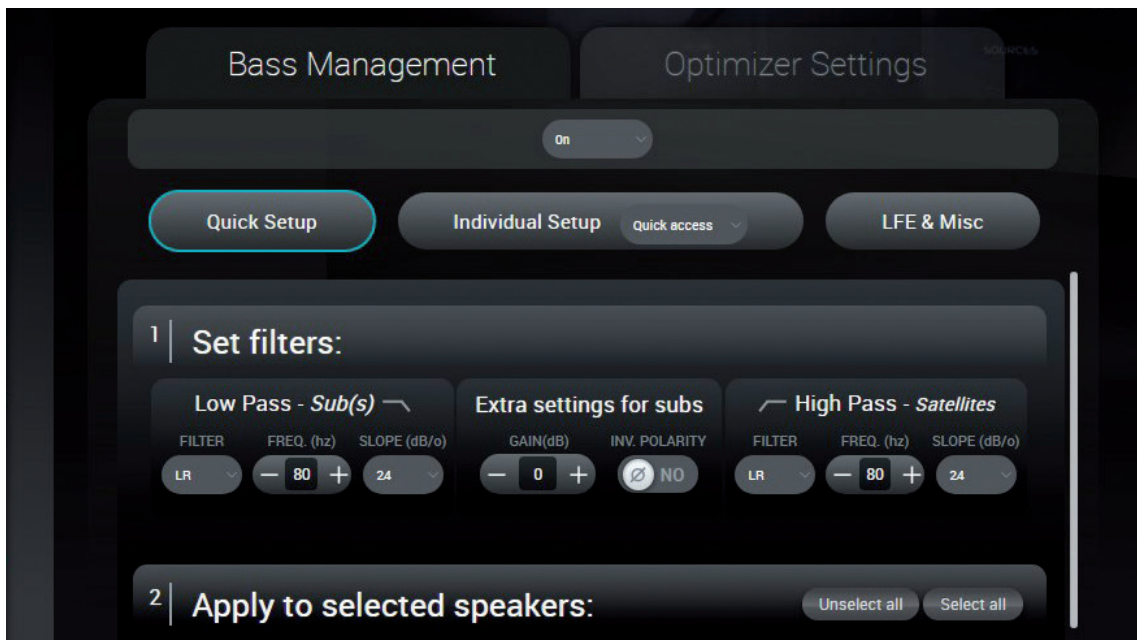 Bass Management Optimizer Settings SOURCES
On
Quick Setup Individual Setup Quick access LFE & Misc
1 Set filters:
Low Pass - Sub(s) Extra settings for subs High Pass - Satellites
FILTER FREQ. (hz) SLOPE (dB/o) GAIN(dB) INV. POLARITY FILTER FREQ. (hz) SLOPE (dB/o)
LR − 80 + 24 − 0 + Ø NO LR − 80 + 24
2 Apply to selected speakers: Unselect all Select all